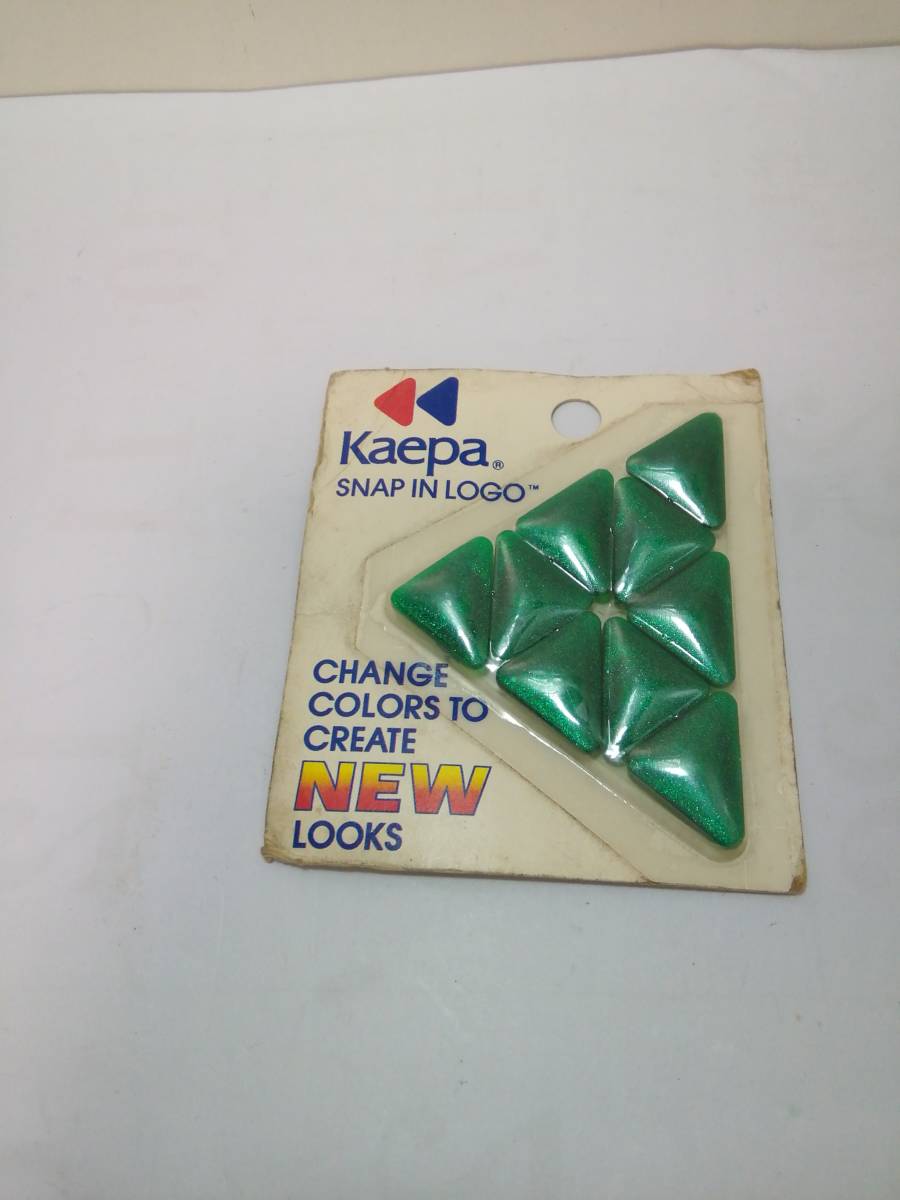 Kaepa®
SNAP IN LOGO™
CHANGE
COLORS TO
CREATE
NEW
LOOKS